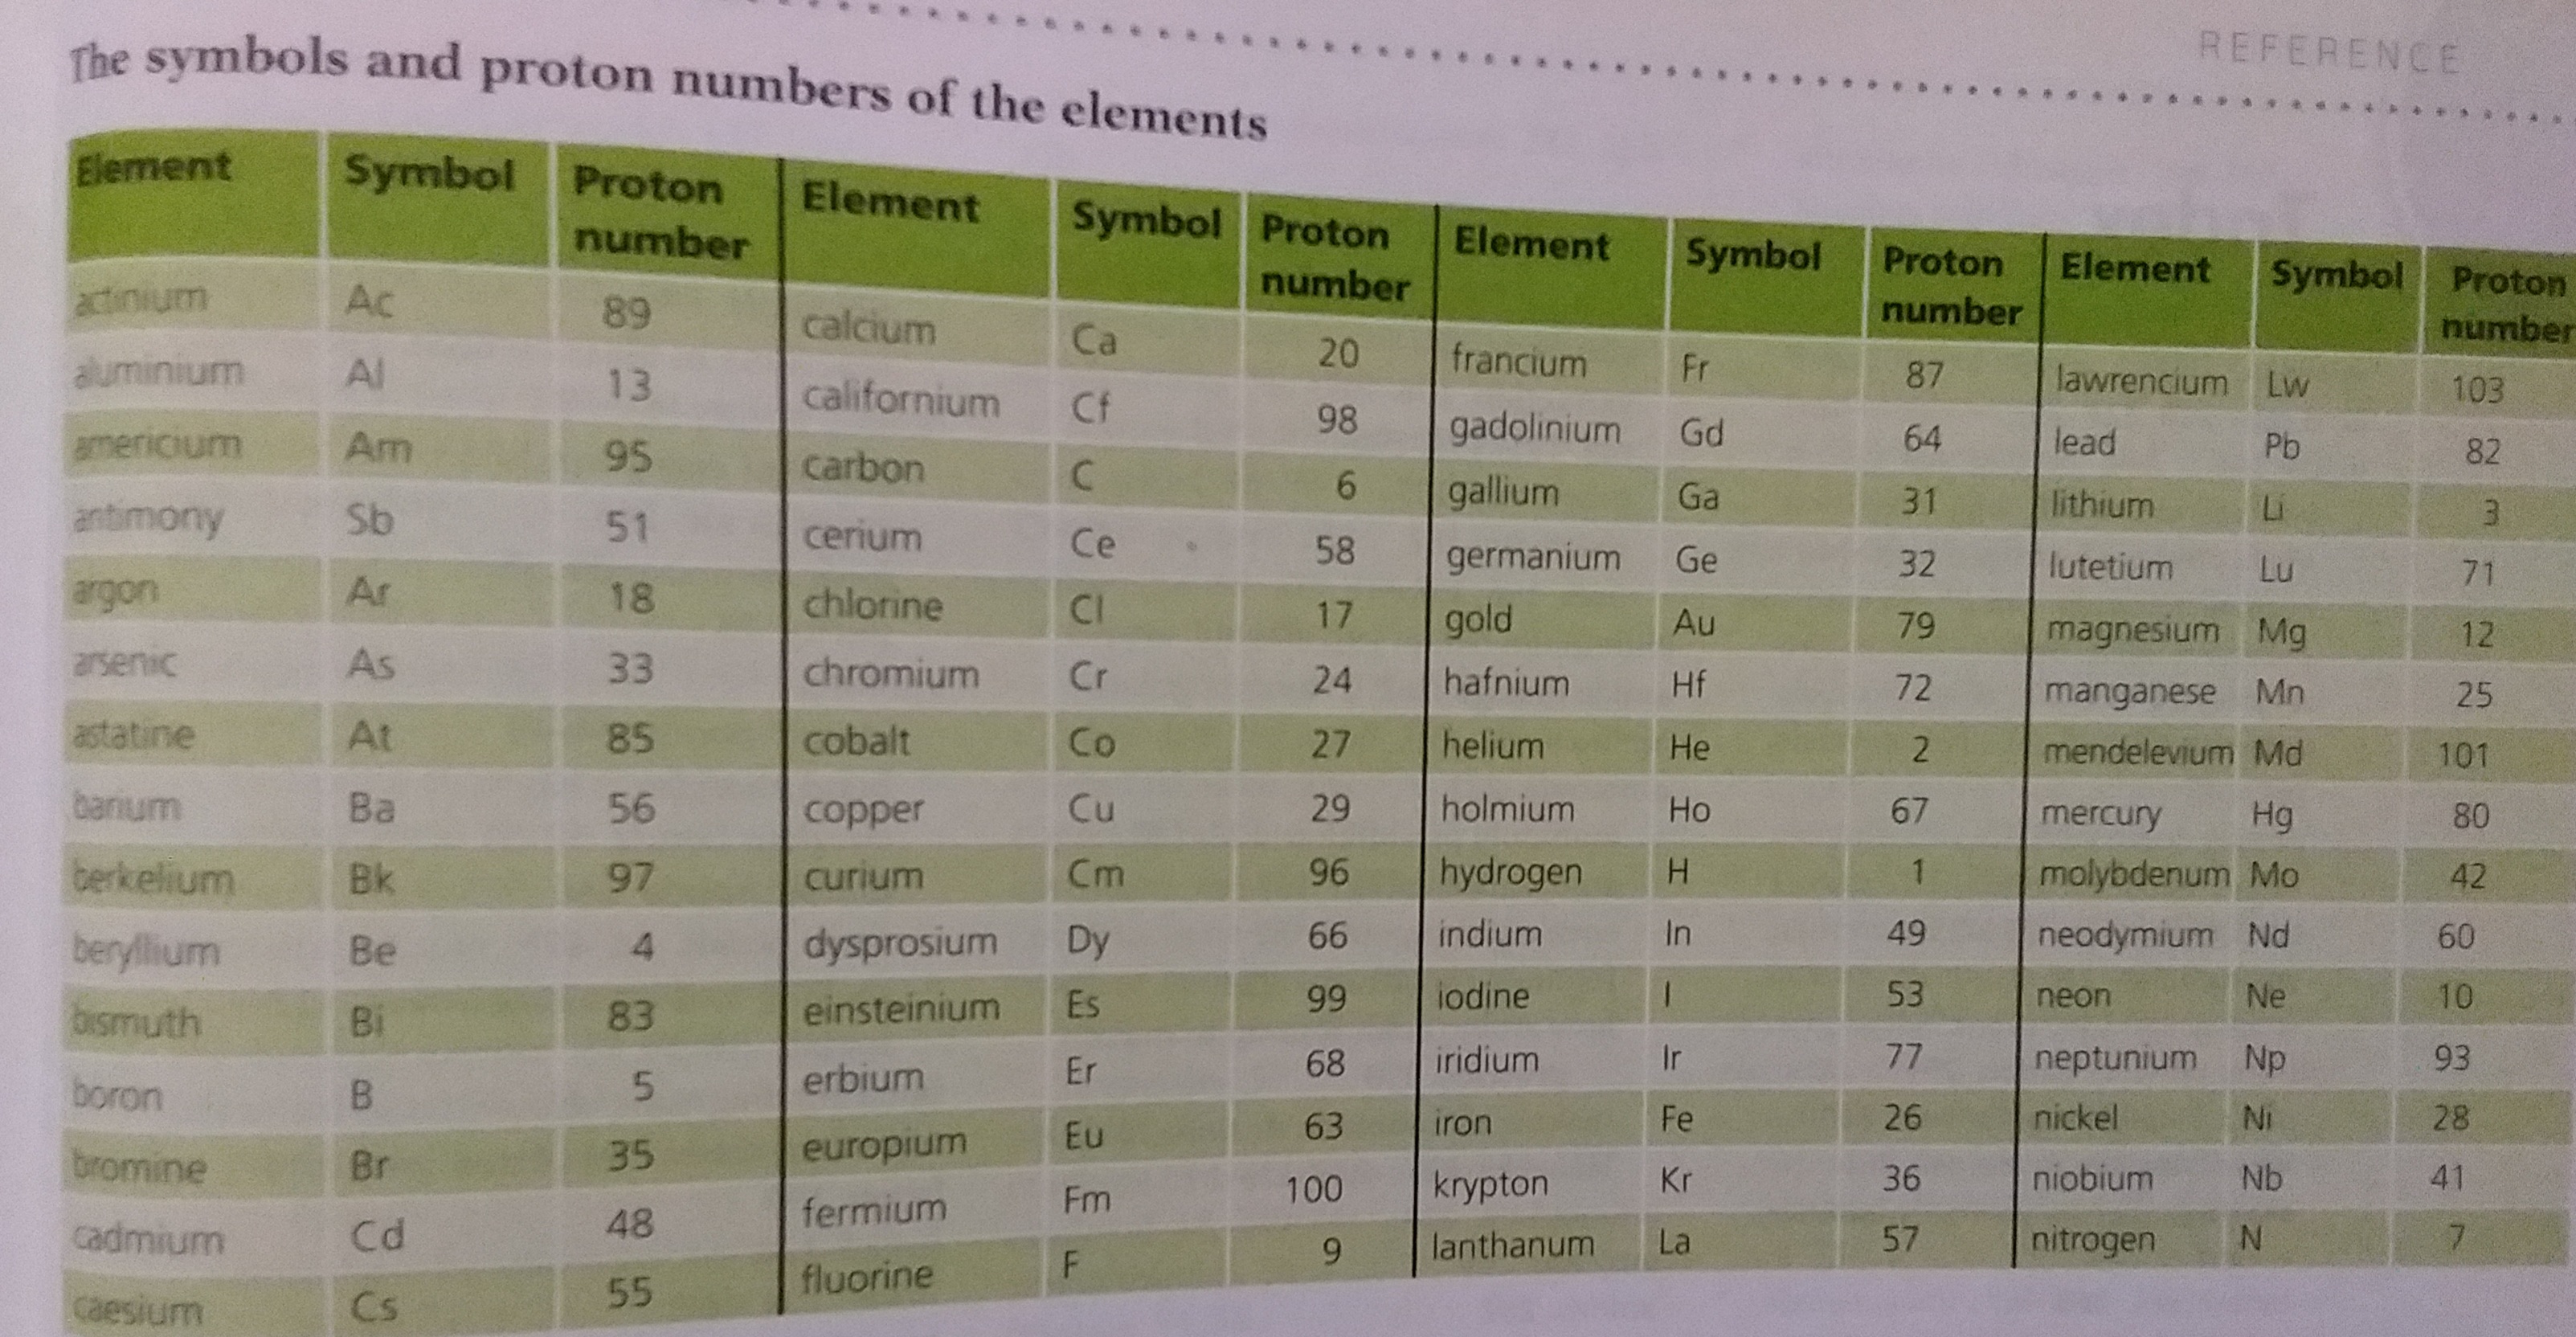 REFERENCE
The symbols and proton numbers of the elements
Element Symbol Proton number Element Symbol Proton number Element Symbol Proton number Element Symbol Proton number
actinium Ac 89 calcium Ca 20 francium Fr 87 lawrencium Lw 103
aluminium Al 13 californium Cf 98 gadolinium Gd 64 lead Pb 82
americium Am 95 carbon C 6 gallium Ga 31 lithium Li 3
antimony Sb 51 cerium Ce 58 germanium Ge 32 lutetium Lu 71
argon Ar 18 chlorine Cl 17 gold Au 79 magnesium Mg 12
arsenic As 33 chromium Cr 24 hafnium Hf 72 manganese Mn 25
astatine At 85 cobalt Co 27 helium He 2 mendelevium Md 101
barium Ba 56 copper Cu 29 holmium Ho 67 mercury Hg 80
berkelium Bk 97 curium Cm 96 hydrogen H 1 molybdenum Mo 42
beryllium Be 4 dysprosium Dy 66 indium In 49 neodymium Nd 60
bismuth Bi 83 einsteinium Es 99 iodine I 53 neon Ne 10
boron B 5 erbium Er 68 iridium Ir 77 neptunium Np 93
bromine Br 35 europium Eu 63 iron Fe 26 nickel Ni 28
cadmium Cd 48 fermium Fm 100 krypton Kr 36 niobium Nb 41
caesium Cs 55 fluorine F 9 lanthanum La 57 nitrogen N 7